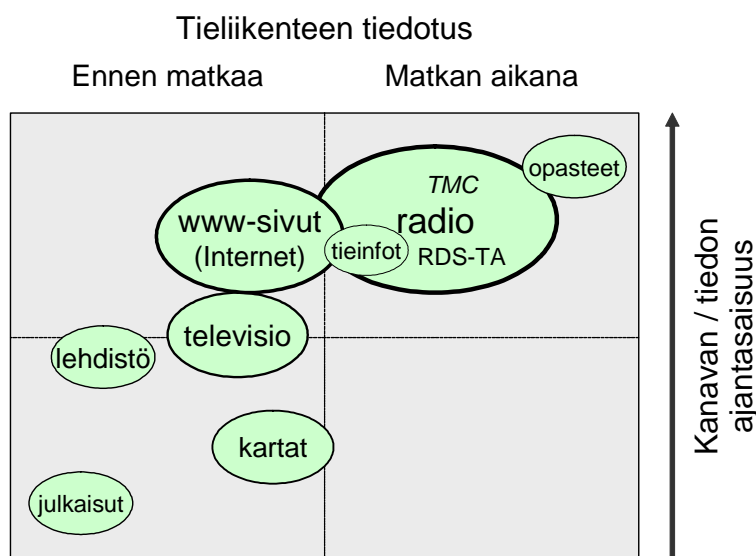 Tieliikenteen tiedotus
Ennen matkaa
Matkan aikana
opasteet
TMC
www-sivut
radio
(Internet)
tieinfot
RDS-TA
televisio
lehdistö
kartat
julkaisut
Kanavan / tiedon
ajantasaisuus